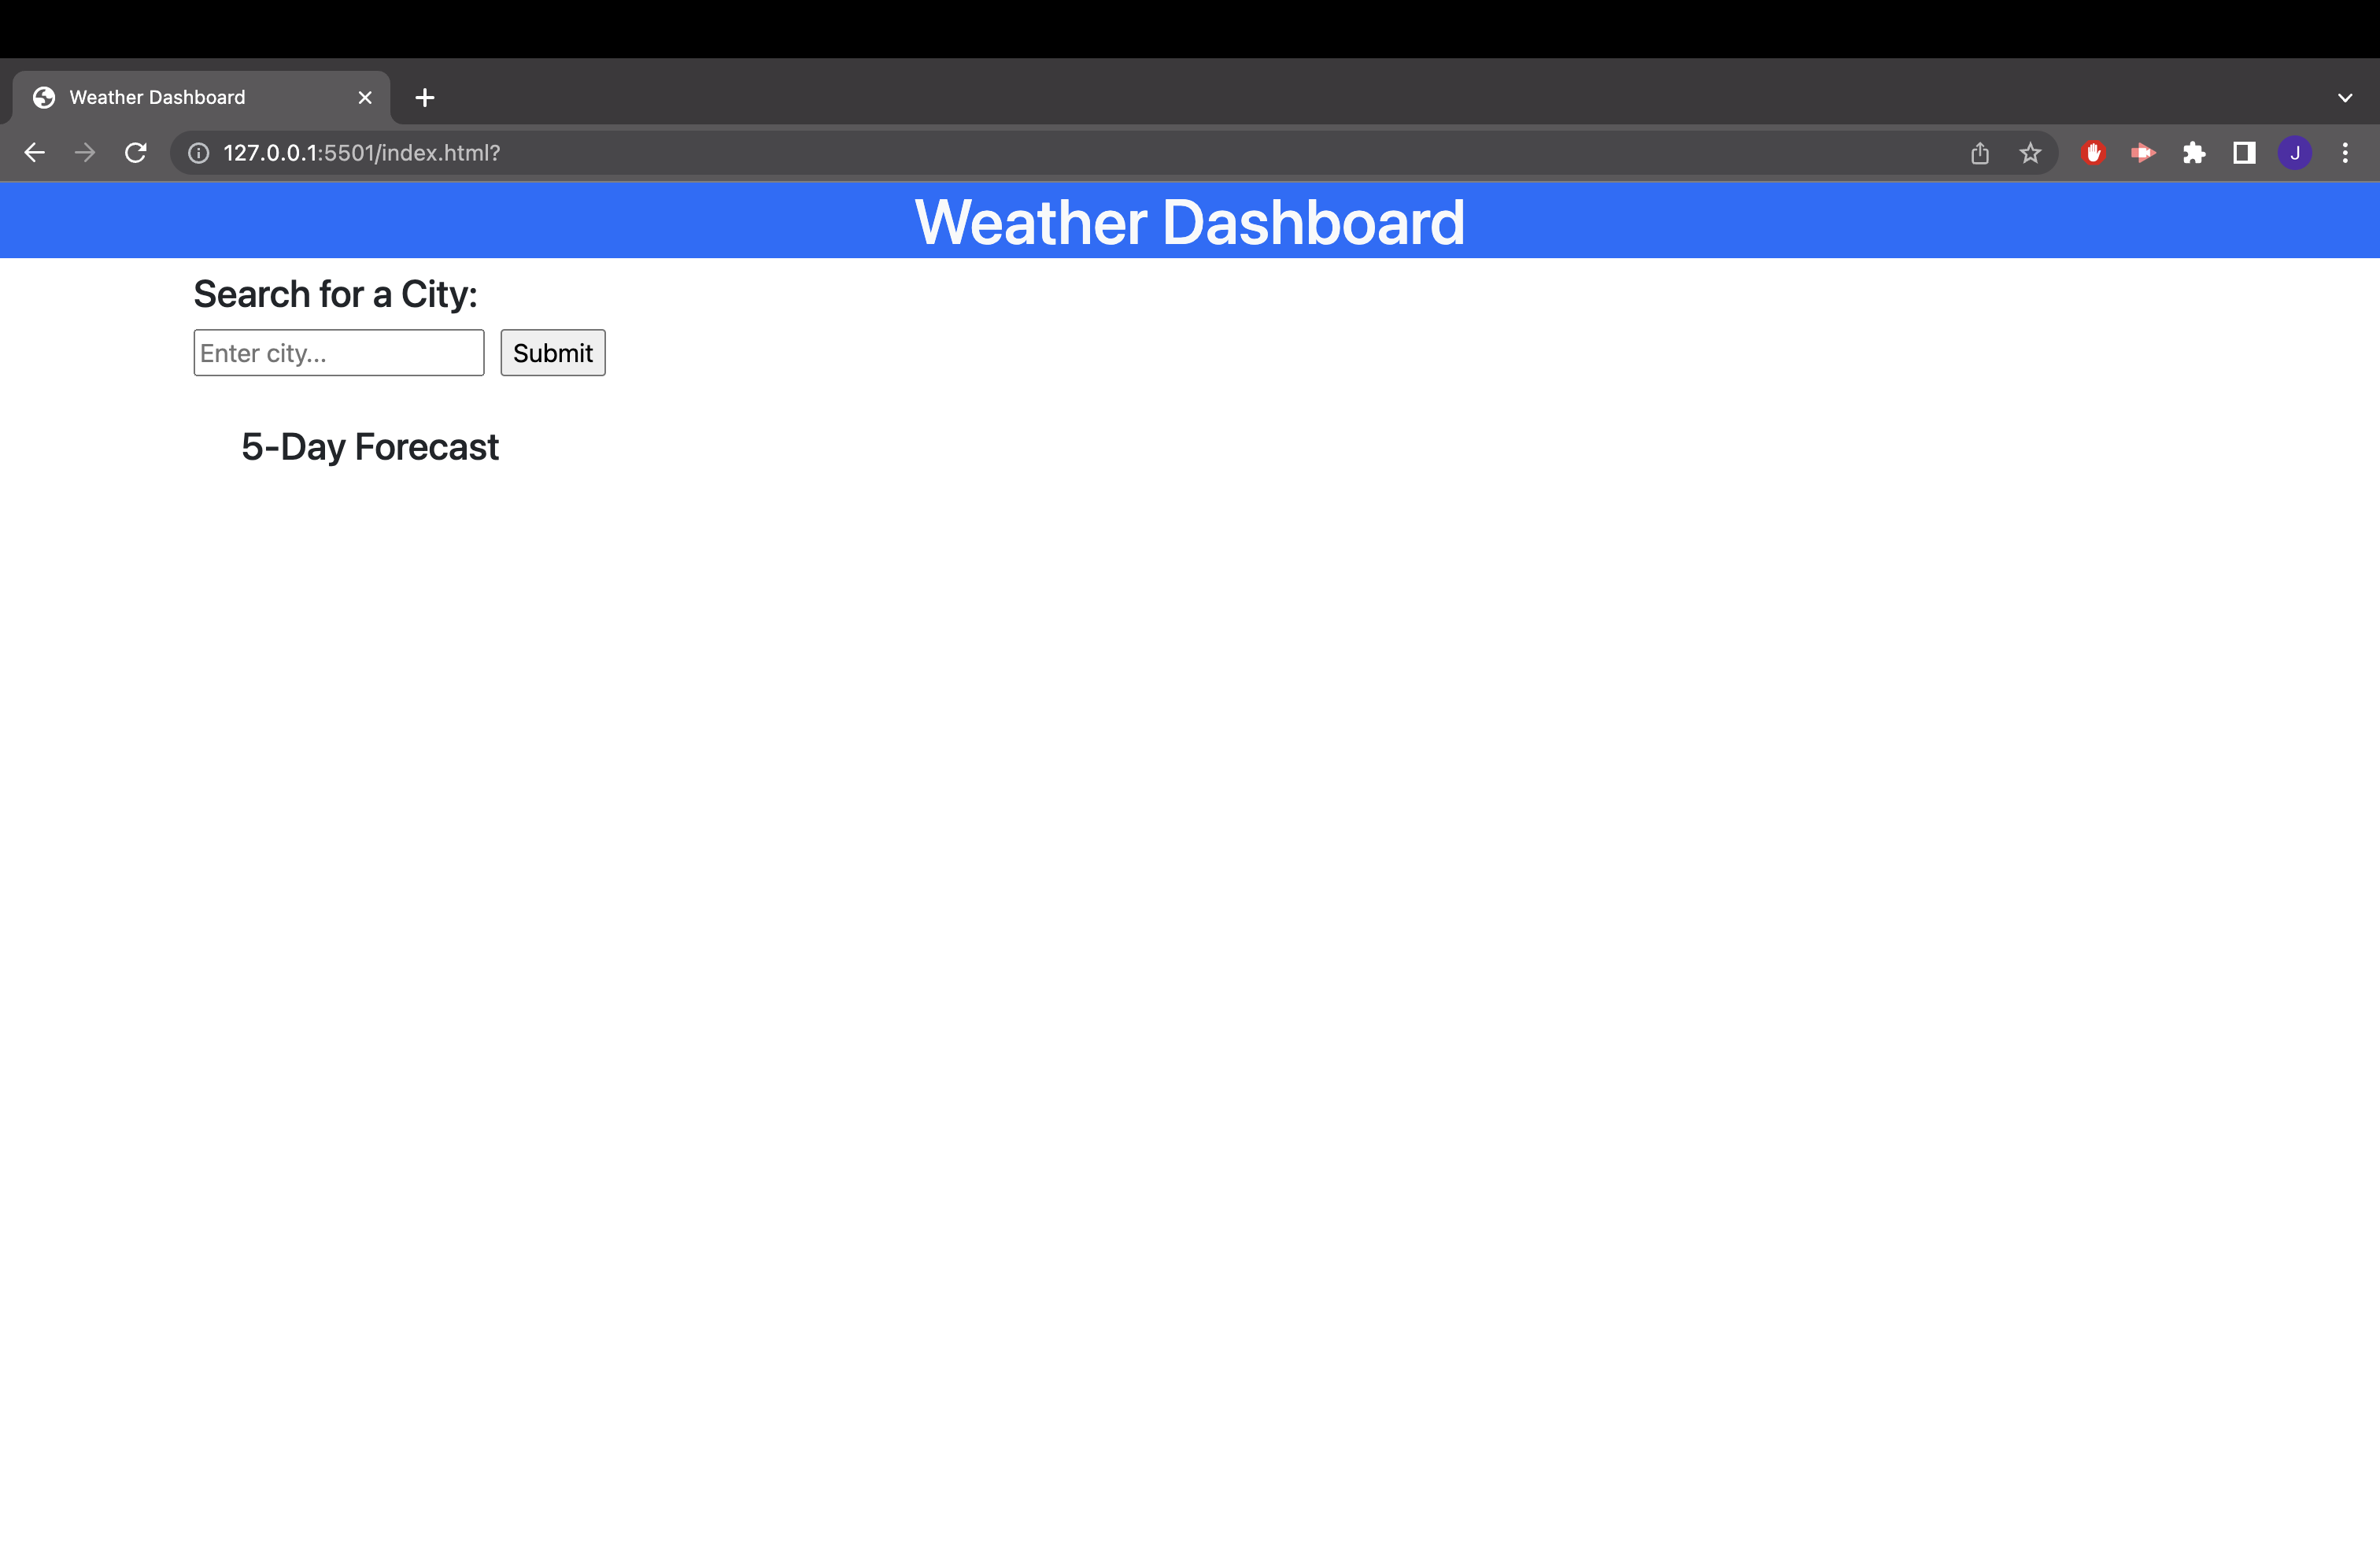 Weather Dashboard
127.0.0.1:5501/index.html?
J
Weather Dashboard
Search for a City:
Enter city...
Submit
5-Day Forecast